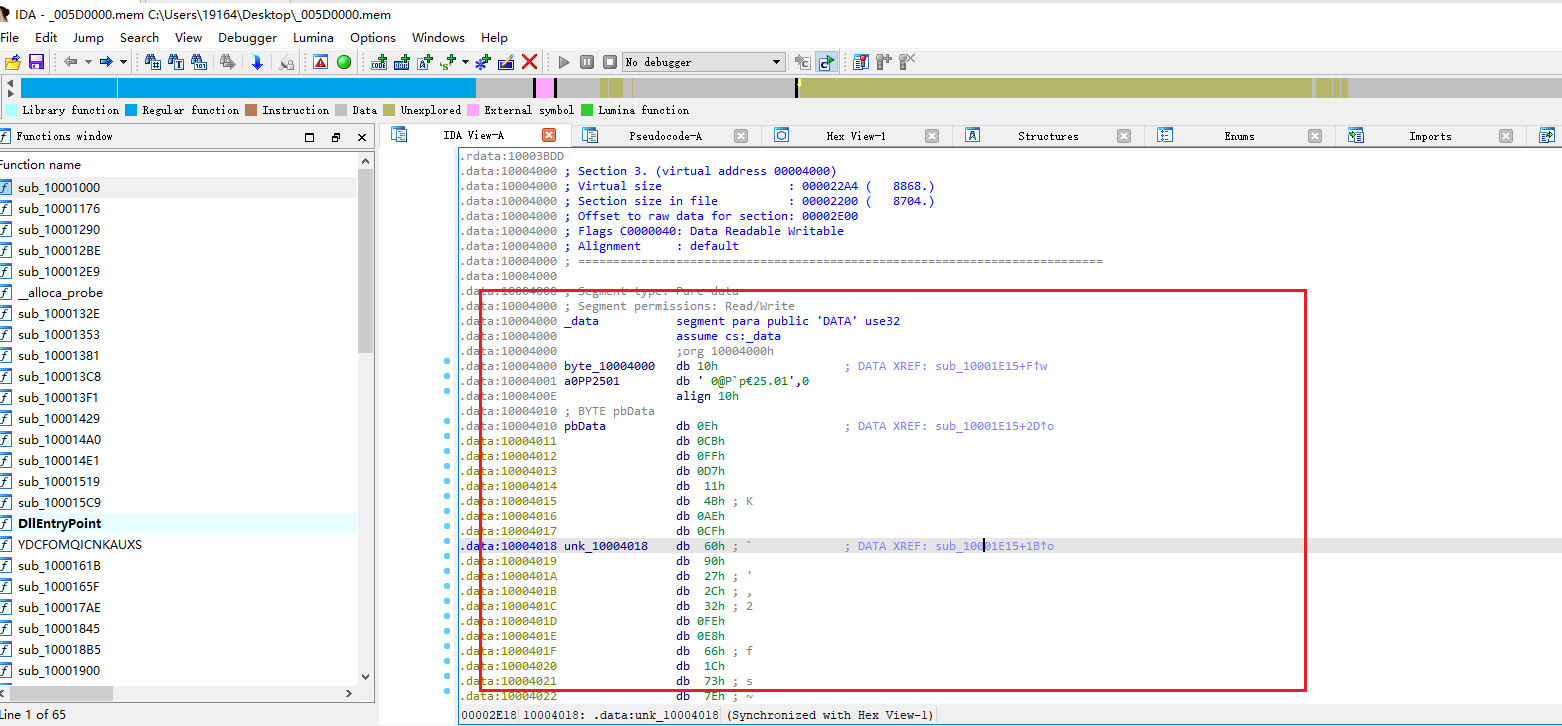 IDA - _005D0000.mem C:\Users\19164\Desktop\_005D0000.mem
File Edit Jump Search View Debugger Lumina Options Windows Help
No debugger
Library function Regular function Instruction Data Unexplored External symbol Lumina function
Functions window
IDA View-A Pseudocode-A Hex View-1 Structures Enums Imports
Function name
sub_10001000
sub_10001176
sub_10001290
sub_100012BE
sub_100012E9
__alloca_probe
sub_1000132E
sub_10001353
sub_10001381
sub_100013C8
sub_100013F1
sub_10001429
sub_100014A0
sub_100014E1
sub_10001519
sub_100015C9
DllEntryPoint
YDCFOMQICNKAUXS
sub_1000161B
sub_1000165F
sub_100017AE
sub_10001845
sub_100018B5
sub_10001900
Line 1 of 65
.rdata:10003BDD
.data:10004000 ; Section 3. (virtual address 00004000)
.data:10004000 ; Virtual size : 000022A4 ( 8868.)
.data:10004000 ; Section size in file : 00002200 ( 8704.)
.data:10004000 ; Offset to raw data for section: 00002E00
.data:10004000 ; Flags C0000040: Data Readable Writable
.data:10004000 ; Alignment : default
.data:10004000 ; ===========================================================================
.data:10004000
.data:10004000 ; Segment type: Pure data
.data:10004000 ; Segment permissions: Read/Write
.data:10004000 _data segment para public 'DATA' use32
.data:10004000 assume cs:_data
.data:10004000 ;org 10004000h
.data:10004000 byte_10004000 db 10h ; DATA XREF: sub_10001E15+F↑w
.data:10004001 a0PP2501 db ' 0@P`p€25.01',0
.data:1000400E align 10h
.data:10004010 ; BYTE pbData
.data:10004010 pbData db 0Eh ; DATA XREF: sub_10001E15+2D↑o
.data:10004011 db 0CBh
.data:10004012 db 0FFh
.data:10004013 db 0D7h
.data:10004014 db 11h
.data:10004015 db 4Bh ; K
.data:10004016 db 0AEh
.data:10004017 db 0CFh
.data:10004018 unk_10004018 db 60h ; ` ; DATA XREF: sub_10001E15+1B↑o
.data:10004019 db 90h
.data:1000401A db 27h ; '
.data:1000401B db 2Ch ; ,
.data:1000401C db 32h ; 2
.data:1000401D db 0FEh
.data:1000401E db 0E8h
.data:1000401F db 66h ; f
.data:10004020 db 1Ch
.data:10004021 db 73h ; s
.data:10004022 db 7Eh ; ~
00002E18 10004018: .data:unk_10004018 (Synchronized with Hex View-1)